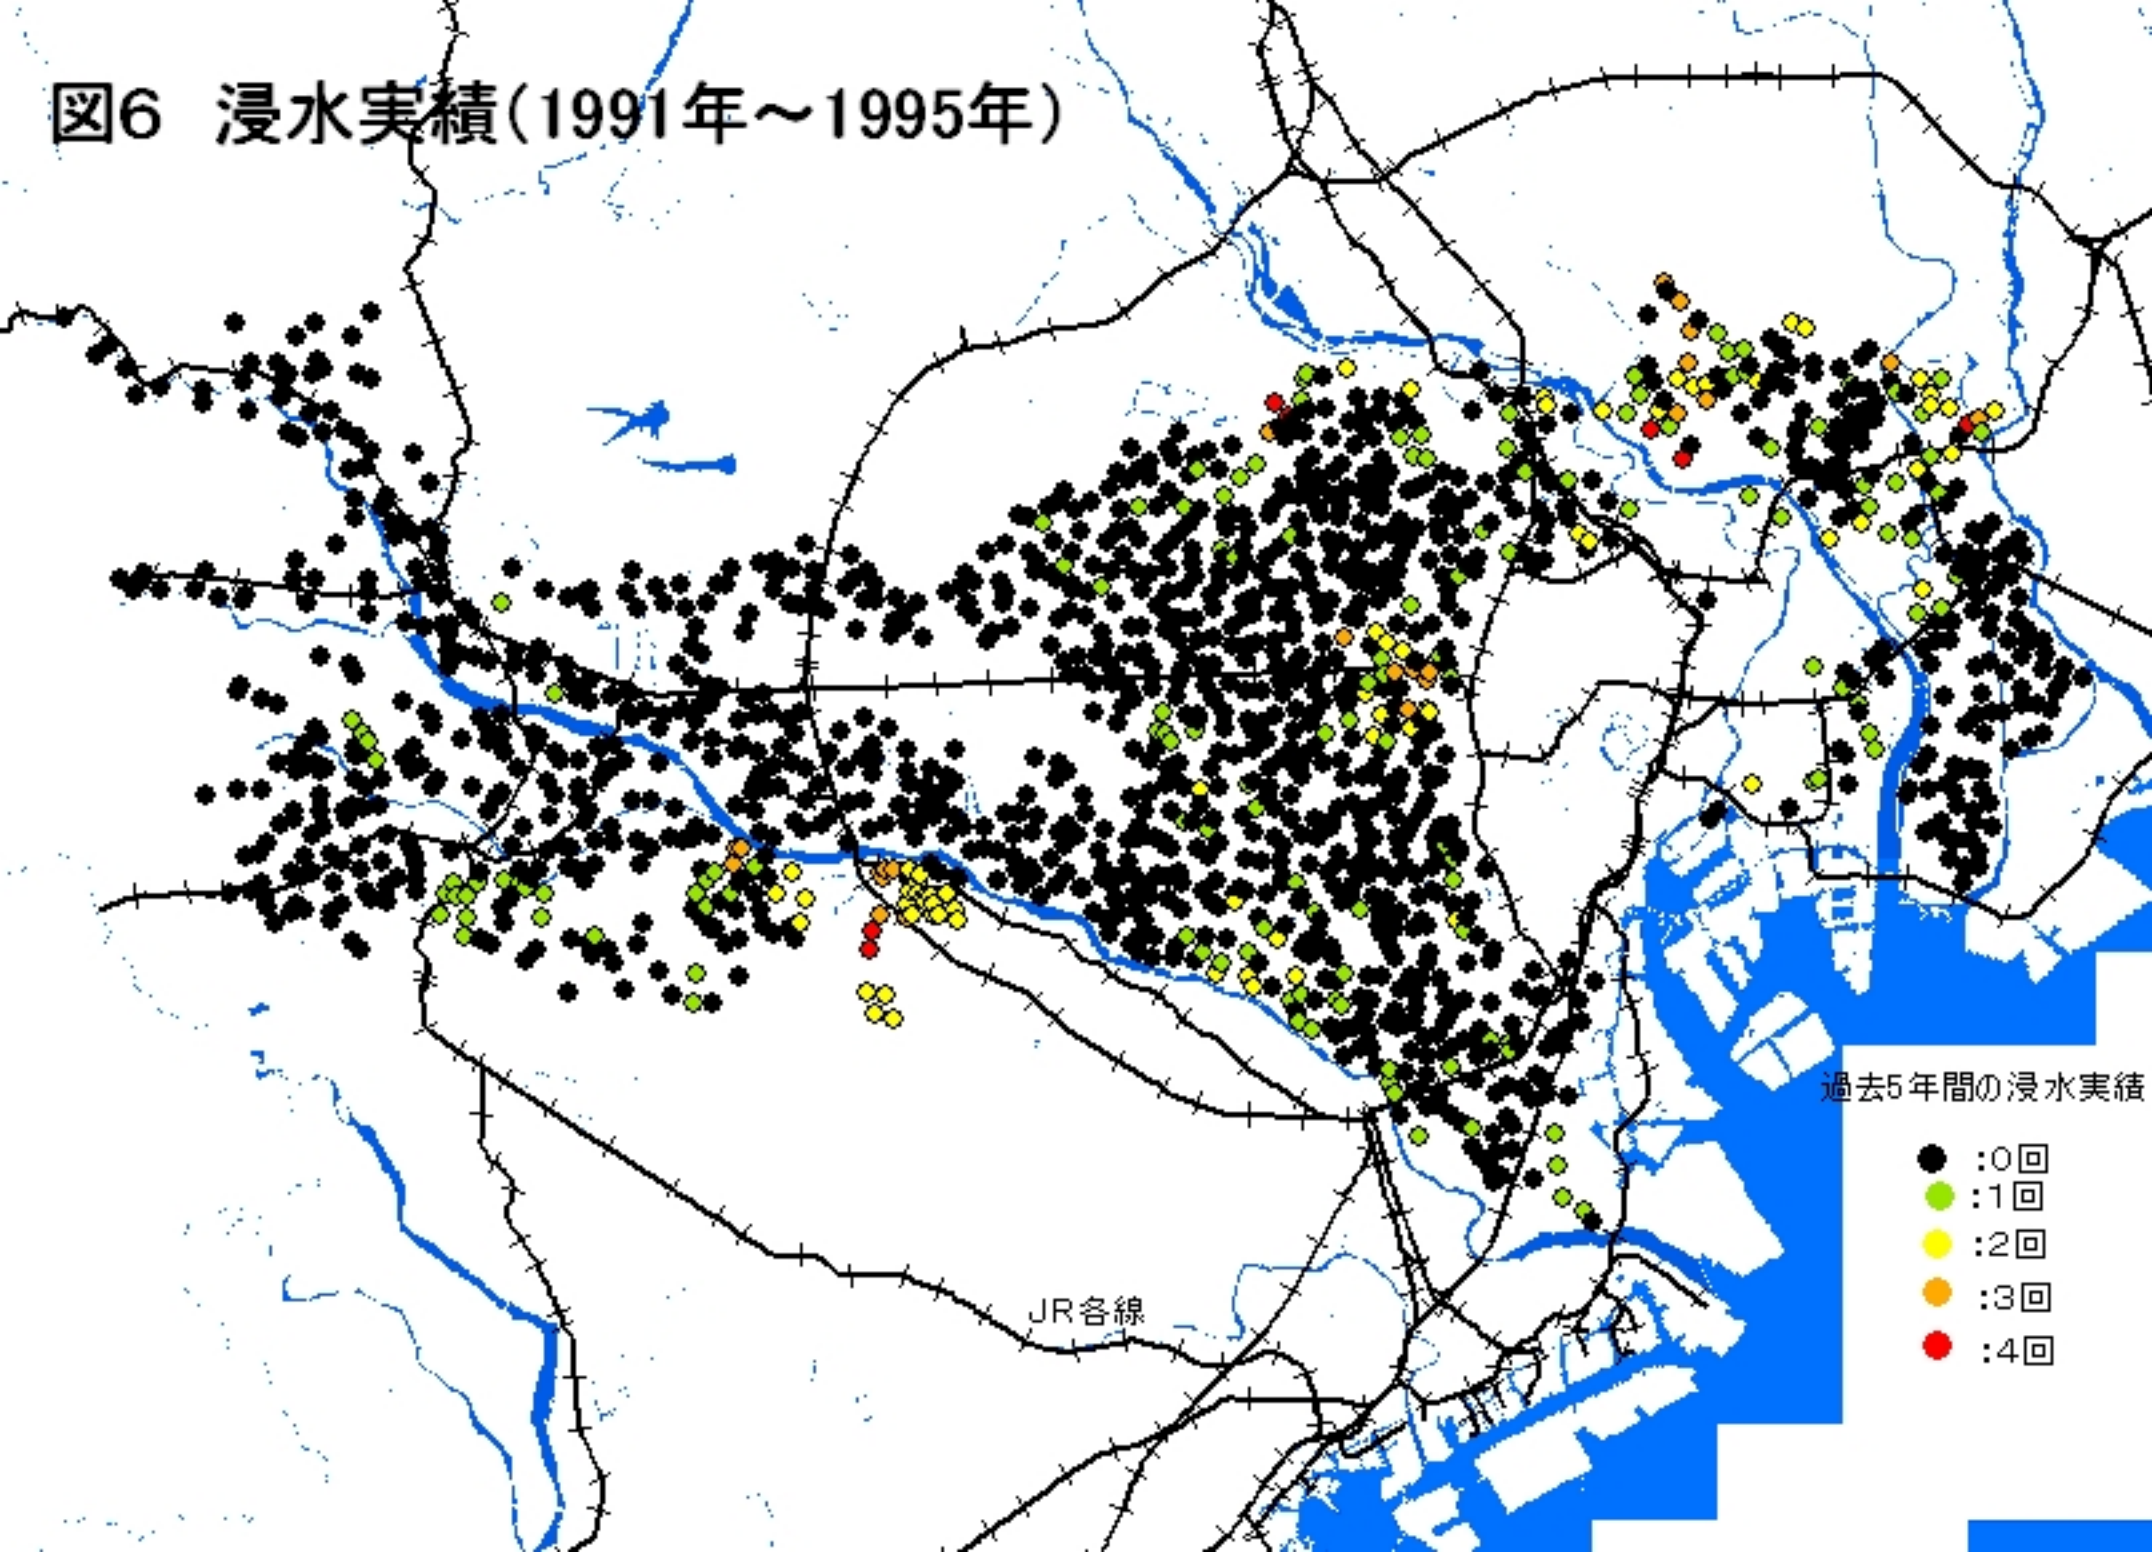 図6　浸水実績(1991年～1995年)
過去5年間の浸水実績
:0回
:1回
:2回
:3回
:4回
JR各線